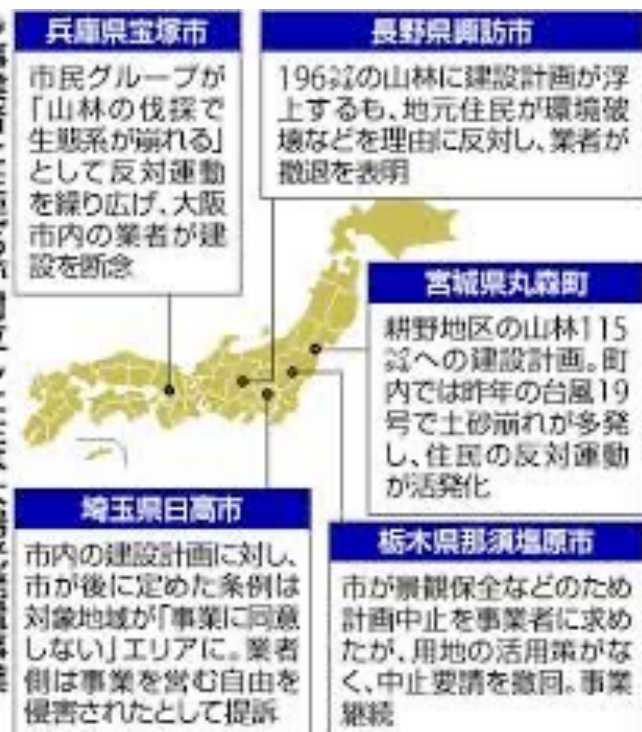 兵庫県宝塚市
市民グループが
「山林の伐採で
生態系が崩れる」
として反対運動
を繰り広げ、大阪
市内の業者が建
設を断念
長野県諏訪市
196㌶の山林に建設計画が浮
上するも、地元住民が環境破
壊などを理由に反対し、業者が
撤退を表明
宮城県丸森町
耕野地区の山林115
㌶への建設計画。町
内では昨年の台風19
号で土砂崩れが多発
し、住民の反対運動
が活発化
埼玉県日高市
市内の建設計画に対し、
市が後に定めた条例は
対象地域が「事業に同意
しない」エリアに。業者
側は事業を営む自由を
侵害されたとして提訴
栃木県那須塩原市
市が景観保全などのため
計画中止を事業者に求め
たが、用地の活用策がな
く、中止要請を撤回。事業
継続